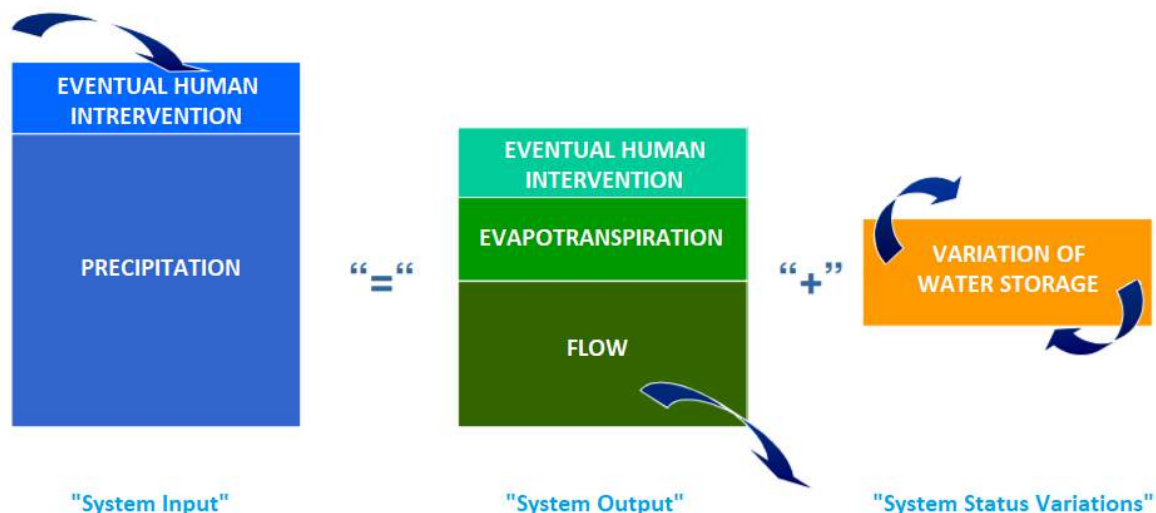 EVENTUAL HUMAN
INTRERVENTION
PRECIPITATION
“=“
EVENTUAL HUMAN
INTERVENTION
EVAPOTRANSPIRATION
FLOW
“+”
VARIATION OF
WATER STORAGE
"System Input"
"System Output"
"System Status Variations"